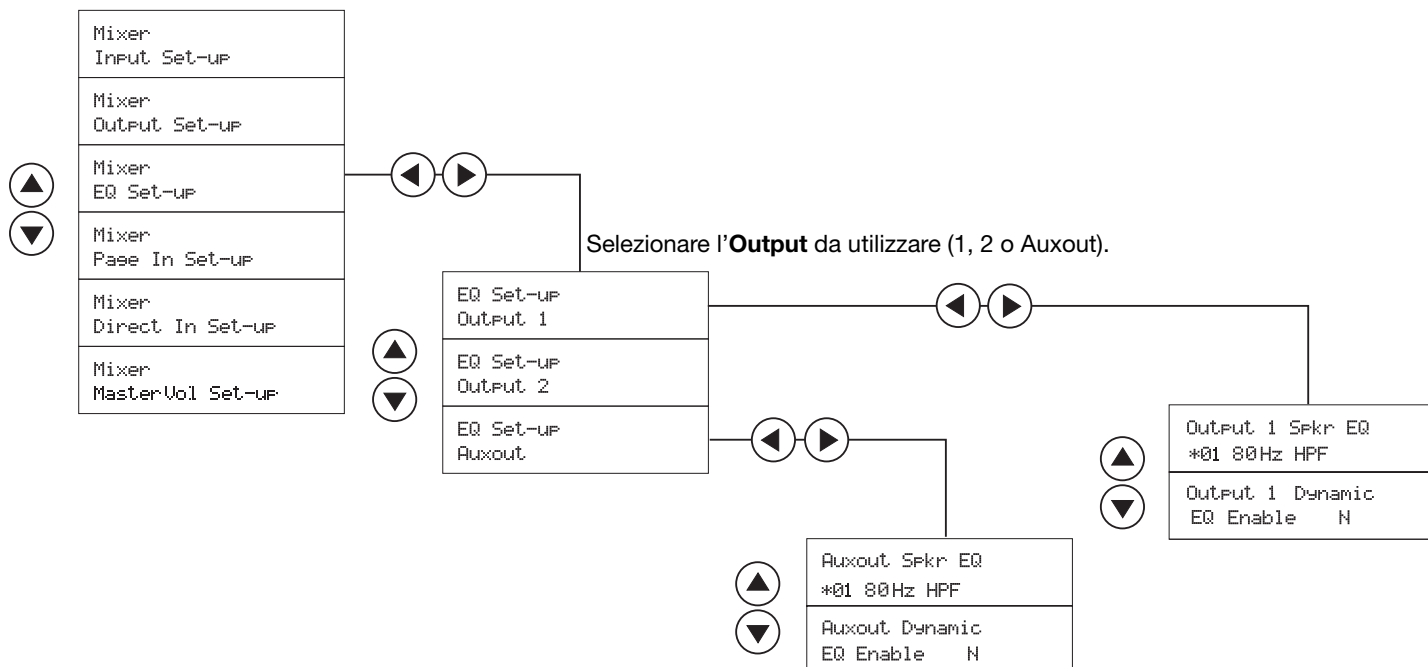 Mixer
Input Set-up
Mixer
Output Set-up
Mixer
EQ Set-up
Mixer
Page In Set-up
Mixer
Direct In Set-up
Mixer
MasterVol Set-up
Selezionare l’Output da utilizzare (1, 2 o Auxout).
EQ Set-up
Output 1
EQ Set-up
Output 2
EQ Set-up
Auxout
Output 1 Spkr EQ
*01 80Hz HPF
Output 1 Dynamic
EQ Enable N
Auxout Spkr EQ
*01 80Hz HPF
Auxout Dynamic
EQ Enable N